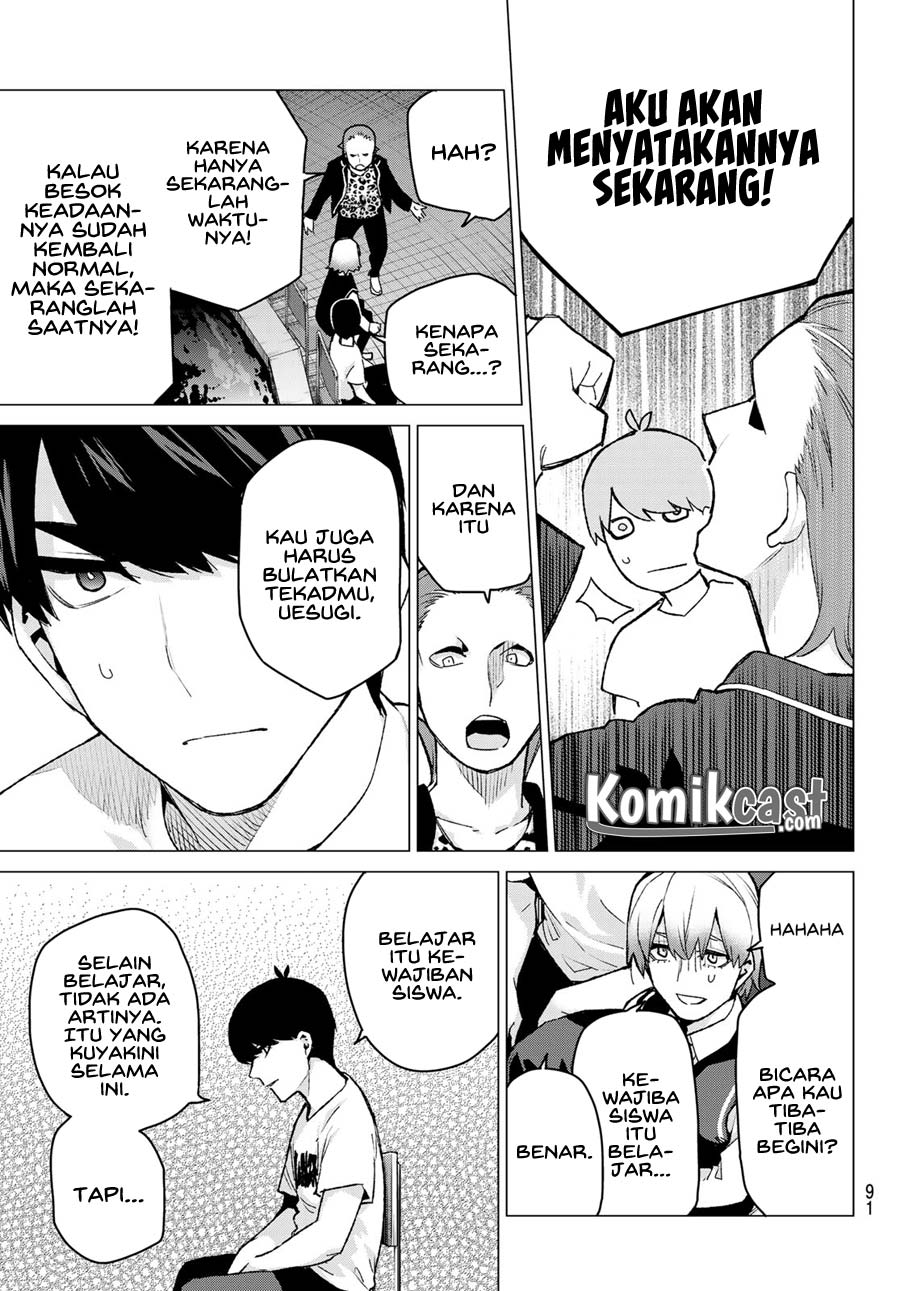 AKU AKAN
MENYATAKANNYA
SEKARANG!
HAH?
KENAPA
SEKA-
RANG...?
KARENA
HANYA
SEKARANG-
LAH
WAKTU-
NYA!
KALAU
BESOK
KEADAAN-
NYA SUDAH
KEMBALI
NORMAL,
MAKA SEKA-
RANGLAH
SAATNYA!
DAN
KARENA
ITU
KAU JUGA
HARUS
BULATKAN
TEKADMU,
UESUGI.
Komikcast
.com
HAHAHA
BICARA
APA KAU
TIBA-
TIBA
BEGINI?
KE-
WAJIBA
SISWA
ITU
BELA-
JAR...
BENAR.
BELAJAR
ITU KE-
WAJIBAN
SISWA.
SELAIN
BELAJAR,
TIDAK ADA
ARTINYA.
ITU YANG
KUYAKINI
SELAMA
INI.
TAPI...
91